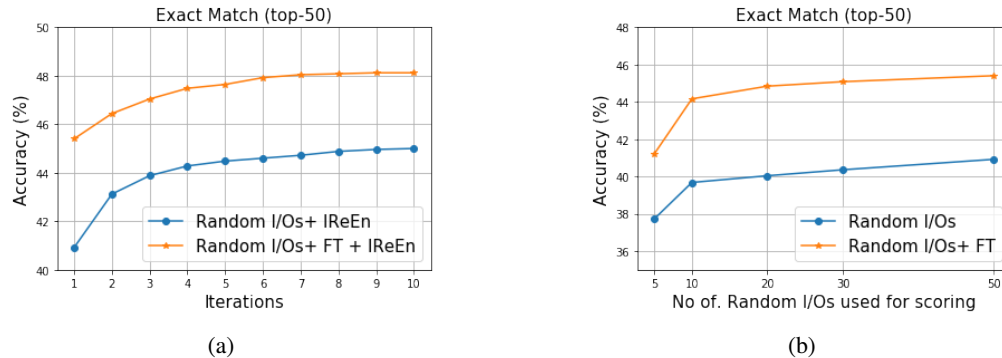 Exact Match (top-50)
50
48
46
44
42
40
Accuracy (%)
Random I/Os+ IReEn
Random I/Os+ FT + IReEn
1 2 3 4 5 6 7 8 9 10
Iterations
(a)
Exact Match (top-50)
48
46
44
42
40
38
36
Accuracy (%)
Random I/Os
Random I/Os+ FT
5 10 20 30 50
No of. Random I/Os used for scoring
(b)